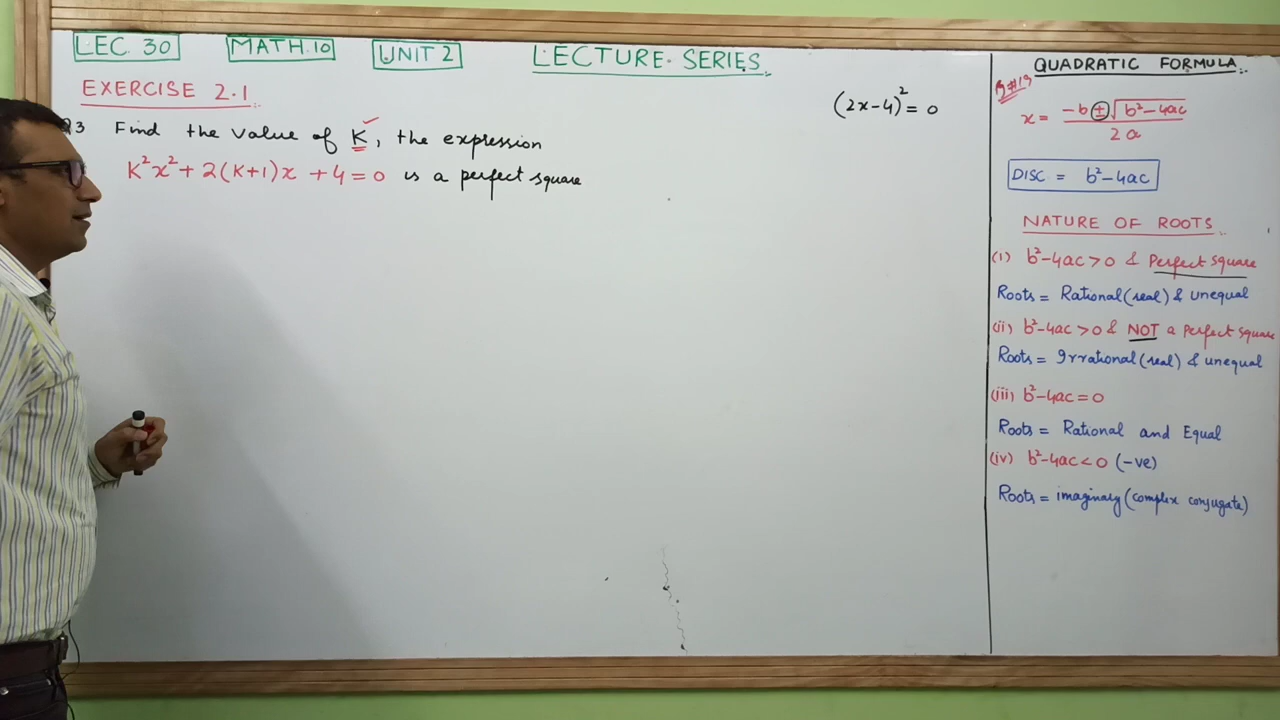 LEC 30 MATH 10 UNIT 2 LECTURE SERIES
EXERCISE 2.1
(2x-4)² = 0
Q3 Find the value of K, the expression
K²x² + 2(K+1)x + 4 = 0 is a perfect square
QUADRATIC FORMULA
x = (-b ± √(b²-4ac)) / 2a
DISC = b²-4ac
NATURE OF ROOTS
(i) b²-4ac > 0 & Perfect square
Roots = Rational (real) & unequal
(ii) b²-4ac > 0 & NOT a perfect square
Roots = Irrational (real) & unequal
(iii) b²-4ac = 0
Roots = Rational and Equal
(iv) b²-4ac < 0 (-ve)
Roots = imaginary (complex conjugate)